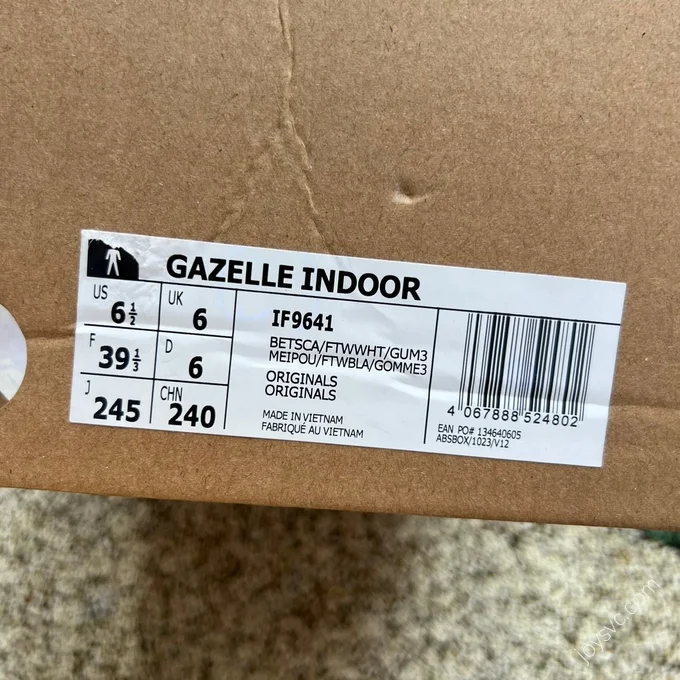 GAZELLE INDOOR
US
6 1/2
UK
6
F
39 1/3
D
6
J
245
CHN
240
IF9641
BETSCA/FTWWHT/GUM3
MEIPOU/FTWBLA/GOMME3
ORIGINALS
ORIGINALS
MADE IN VIETNAM
FABRIQUÉ AU VIETNAM
4 067888 524802
EAN PO# 134640605
ABSBOX/1023/V12
joysvc.com